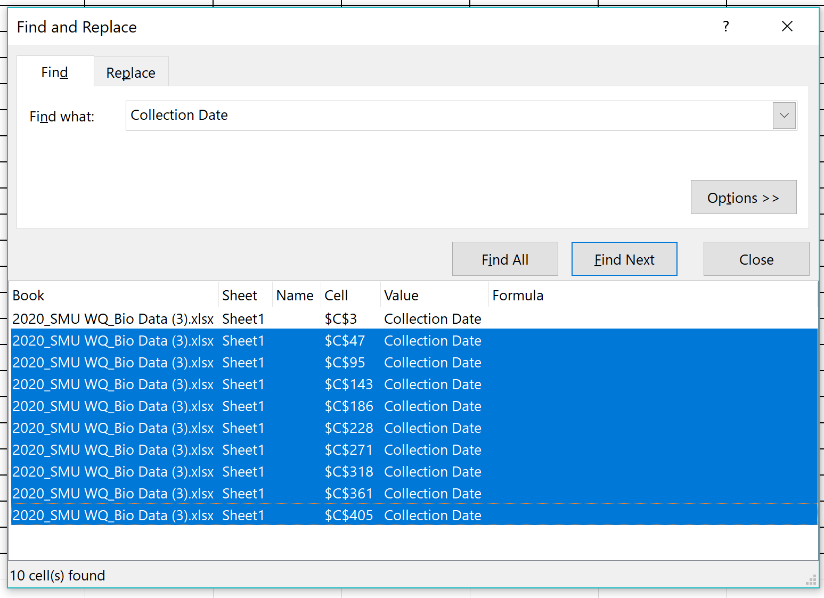 Find and Replace ?
Find Replace
Find what: Collection Date
Options >>
Find All Find Next Close
Book Sheet Name Cell Value Formula
2020_SMU WQ_Bio Data (3).xlsx Sheet1 $C$3 Collection Date
2020_SMU WQ_Bio Data (3).xlsx Sheet1 $C$47 Collection Date
2020_SMU WQ_Bio Data (3).xlsx Sheet1 $C$95 Collection Date
2020_SMU WQ_Bio Data (3).xlsx Sheet1 $C$143 Collection Date
2020_SMU WQ_Bio Data (3).xlsx Sheet1 $C$186 Collection Date
2020_SMU WQ_Bio Data (3).xlsx Sheet1 $C$228 Collection Date
2020_SMU WQ_Bio Data (3).xlsx Sheet1 $C$271 Collection Date
2020_SMU WQ_Bio Data (3).xlsx Sheet1 $C$318 Collection Date
2020_SMU WQ_Bio Data (3).xlsx Sheet1 $C$361 Collection Date
2020_SMU WQ_Bio Data (3).xlsx Sheet1 $C$405 Collection Date
10 cell(s) found